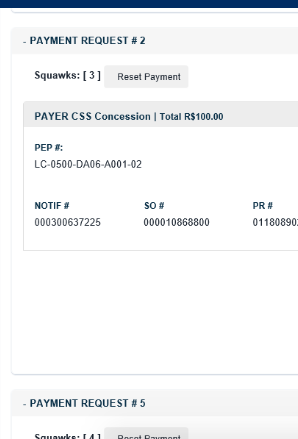 - PAYMENT REQUEST # 2
Squawks: [ 3 ] Reset Payment
PAYER CSS Concession | Total R$100.00
PEP #:
LC-0500-DA06-A001-02
NOTIF # SO # PR #
000300637225 000010868800 01180890
- PAYMENT REQUEST # 5
Squawks: [ 4 ] Reset Payment